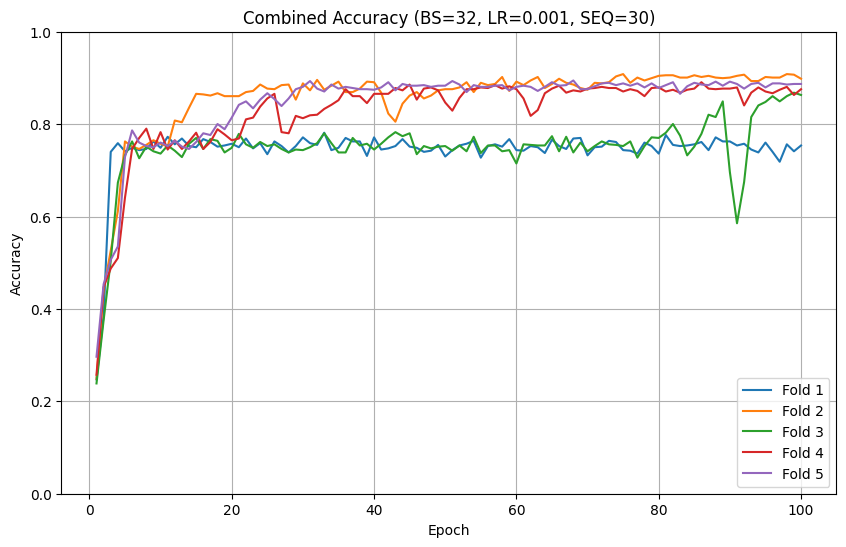 Combined Accuracy (BS=32, LR=0.001, SEQ=30)
1.0
0.8
0.6
0.4
0.2
0.0
Accuracy
0 20 40 60 80 100
Epoch
Fold 1
Fold 2
Fold 3
Fold 4
Fold 5